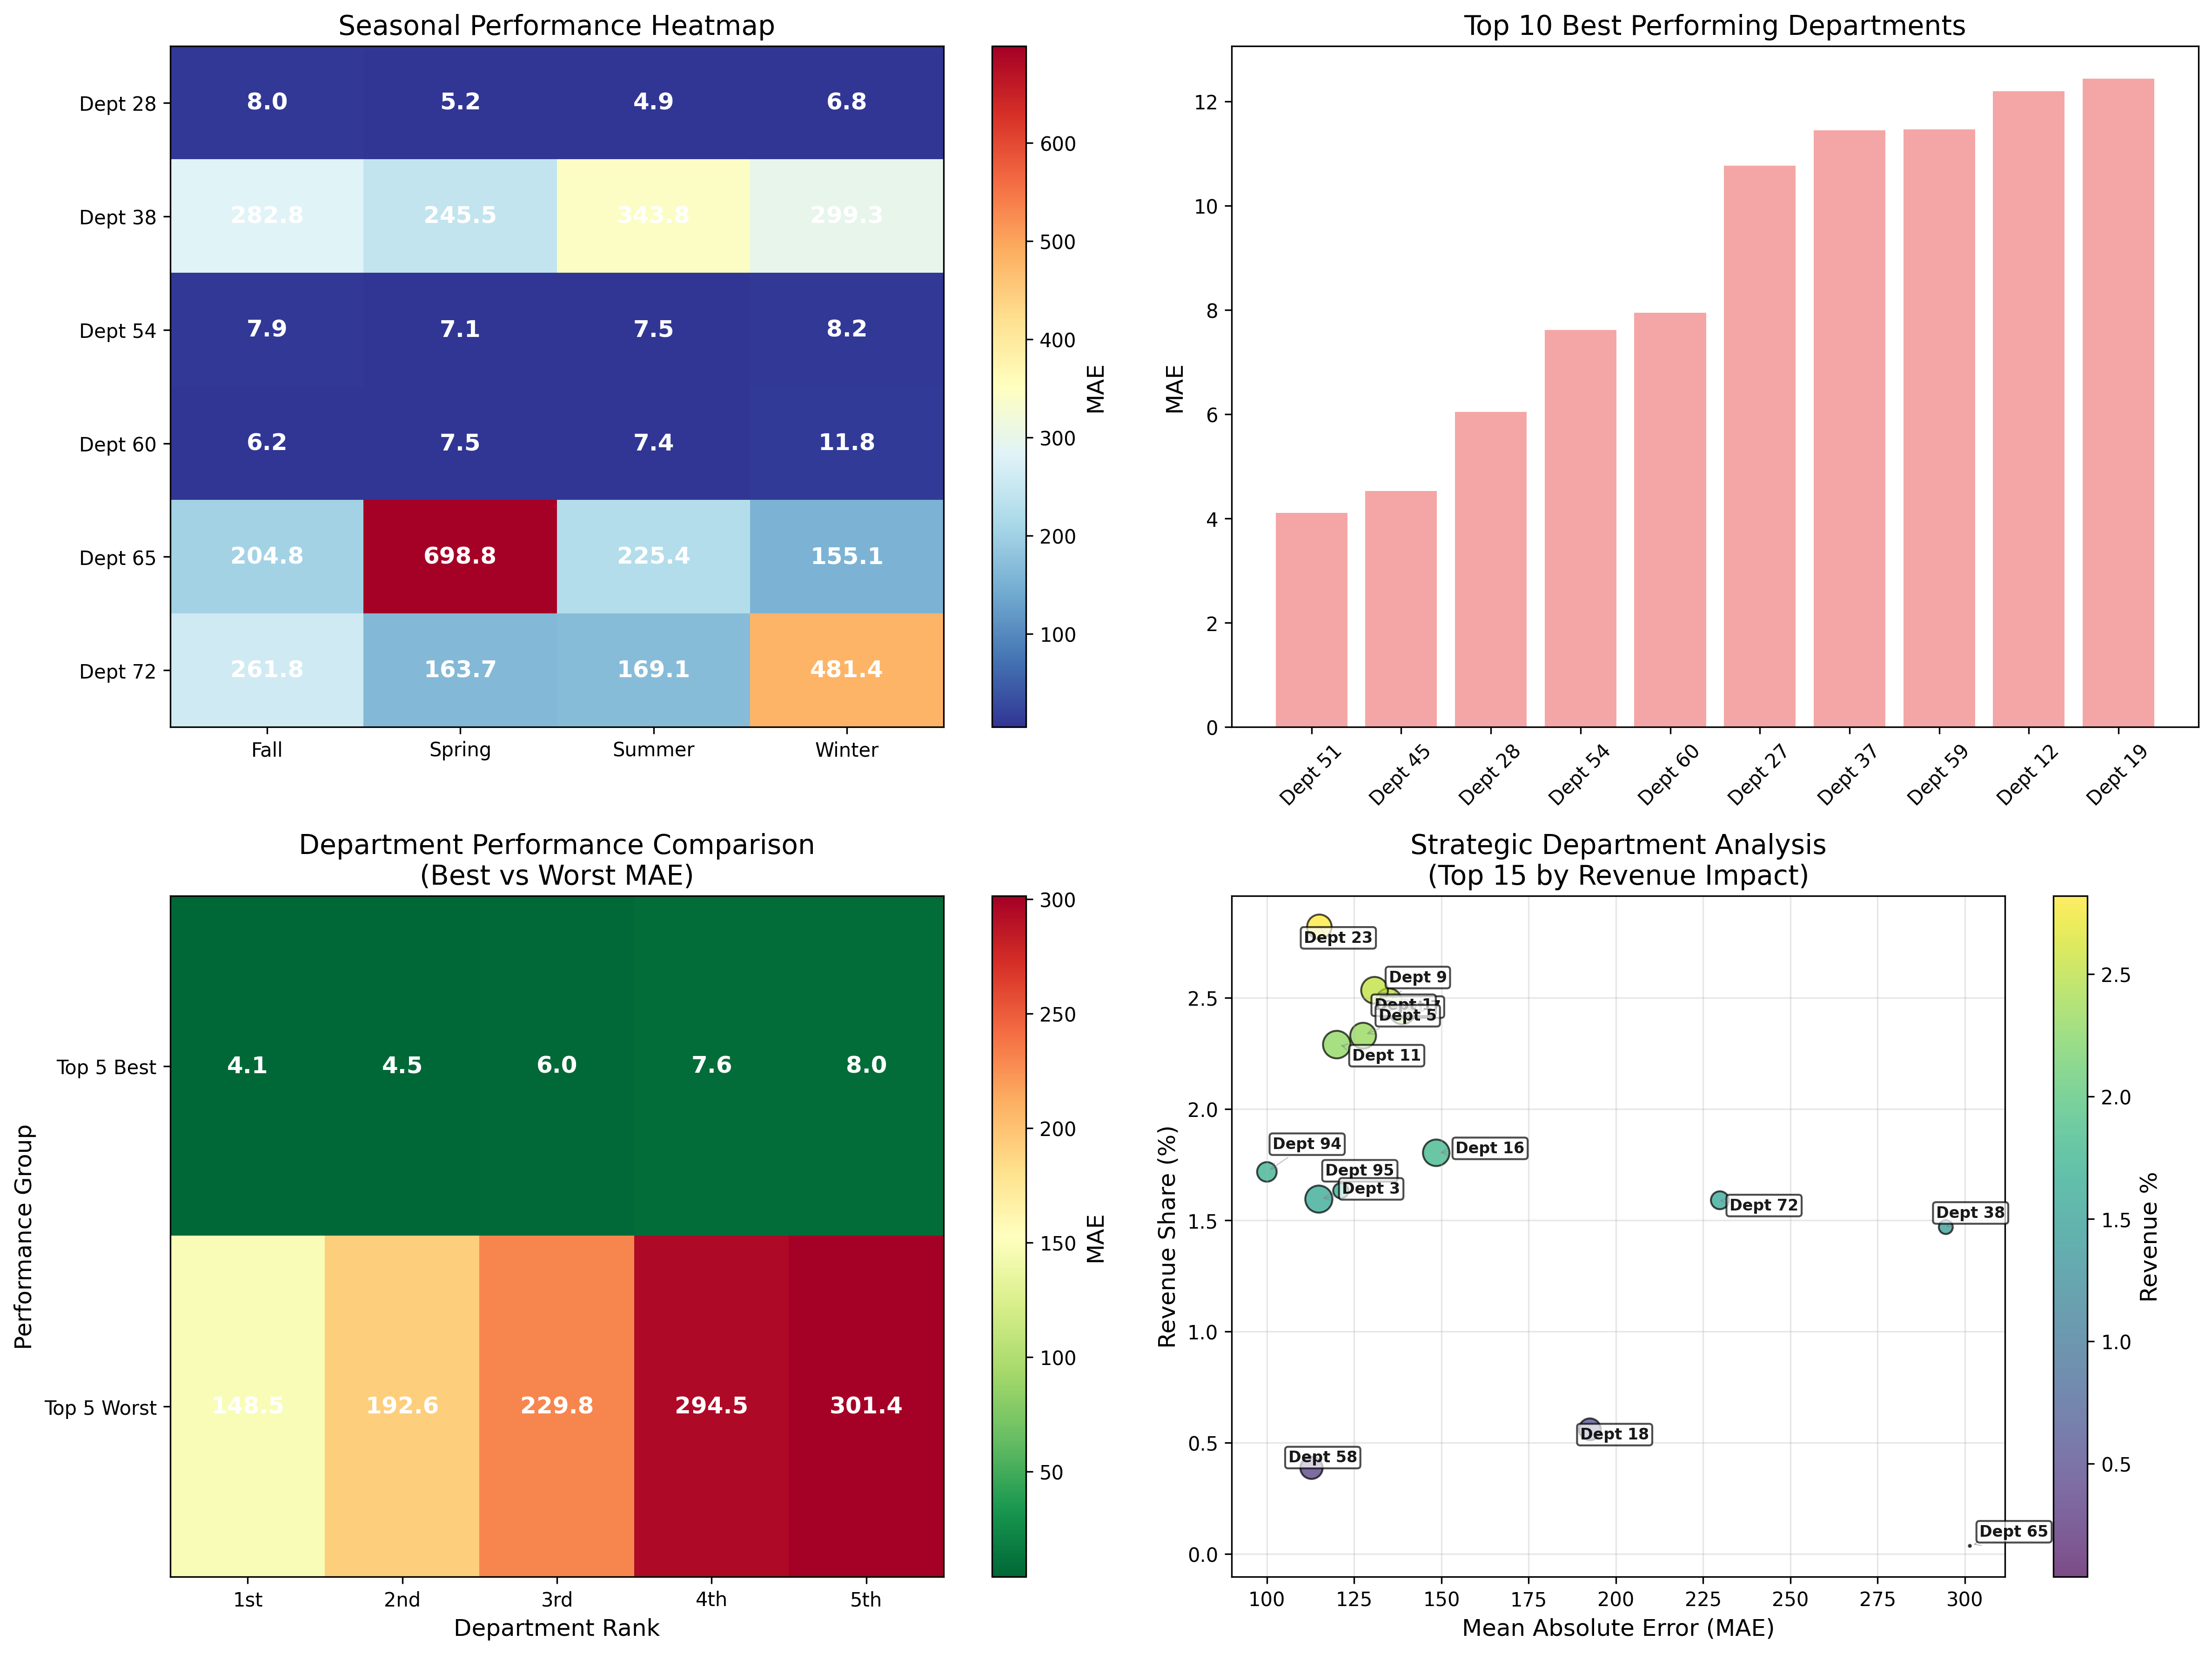 Seasonal Performance Heatmap
Dept 28
Dept 38
Dept 54
Dept 60
Dept 65
Dept 72
8.0 5.2 4.9 6.8
282.8 245.5 343.8 299.3
7.9 7.1 7.5 8.2
6.2 7.5 7.4 11.8
204.8 698.8 225.4 155.1
261.8 163.7 169.1 481.4
Fall Spring Summer Winter
600
500
400
300
200
100
MAE
Top 10 Best Performing Departments
MAE
12
10
8
6
4
2
0
Dept 51 Dept 45 Dept 28 Dept 54 Dept 60 Dept 27 Dept 37 Dept 59 Dept 12 Dept 19
Department Performance Comparison
(Best vs Worst MAE)
Performance Group
Top 5 Best
Top 5 Worst
4.1 4.5 6.0 7.6 8.0
148.5 192.6 229.8 294.5 301.4
1st 2nd 3rd 4th 5th
Department Rank
300
250
200
150
100
50
MAE
Strategic Department Analysis
(Top 15 by Revenue Impact)
Revenue Share (%)
2.5
2.0
1.5
1.0
0.5
0.0
Dept 23
Dept 9
Dept 5
Dept 11
Dept 94
Dept 16
Dept 95
Dept 3
Dept 72
Dept 38
Dept 18
Dept 58
Dept 65
100 125 150 175 200 225 250 275 300
Mean Absolute Error (MAE)
2.5
2.0
1.5
1.0
0.5
Revenue %